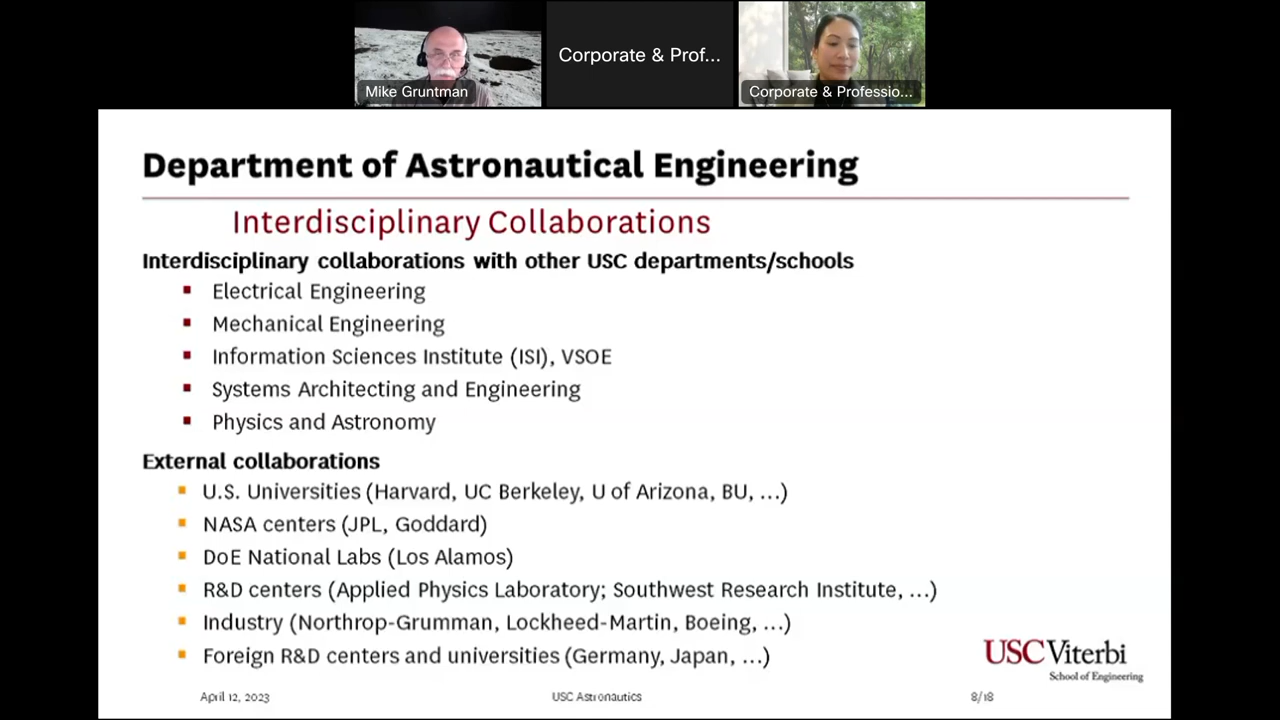 Mike Gruntman
Corporate & Prof...
Corporate & Professio...
Department of Astronautical Engineering
Interdisciplinary Collaborations
Interdisciplinary collaborations with other USC departments/schools
▪ Electrical Engineering
▪ Mechanical Engineering
▪ Information Sciences Institute (ISI), VSOE
▪ Systems Architecting and Engineering
▪ Physics and Astronomy
External collaborations
▪ U.S. Universities (Harvard, UC Berkeley, U of Arizona, BU, ...)
▪ NASA centers (JPL, Goddard)
▪ DoE National Labs (Los Alamos)
▪ R&D centers (Applied Physics Laboratory; Southwest Research Institute, ...)
▪ Industry (Northrop-Grumman, Lockheed-Martin, Boeing, ...)
▪ Foreign R&D centers and universities (Germany, Japan, ...)
USC Viterbi
School of Engineering
April 12, 2023
USC Astronautics
8/18